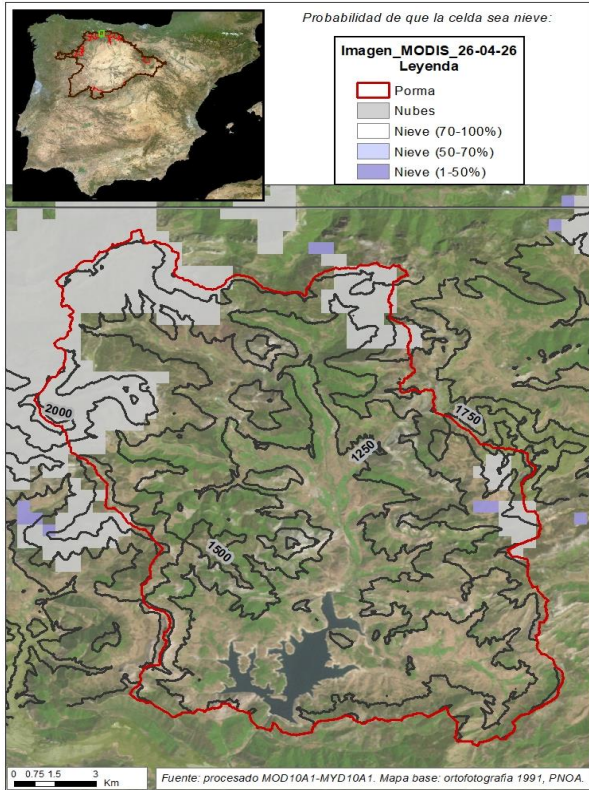 Probabilidad de que la celda sea nieve:
Imagen_MODIS_26-04-26
Leyenda
Porma
Nubes
Nieve (70-100%)
Nieve (50-70%)
Nieve (1-50%)
2000
1750
1250
1500
0 0.75 1.5 3
Km
Fuente: procesado MOD10A1-MYD10A1. Mapa base: ortofotografia 1991, PNOA.